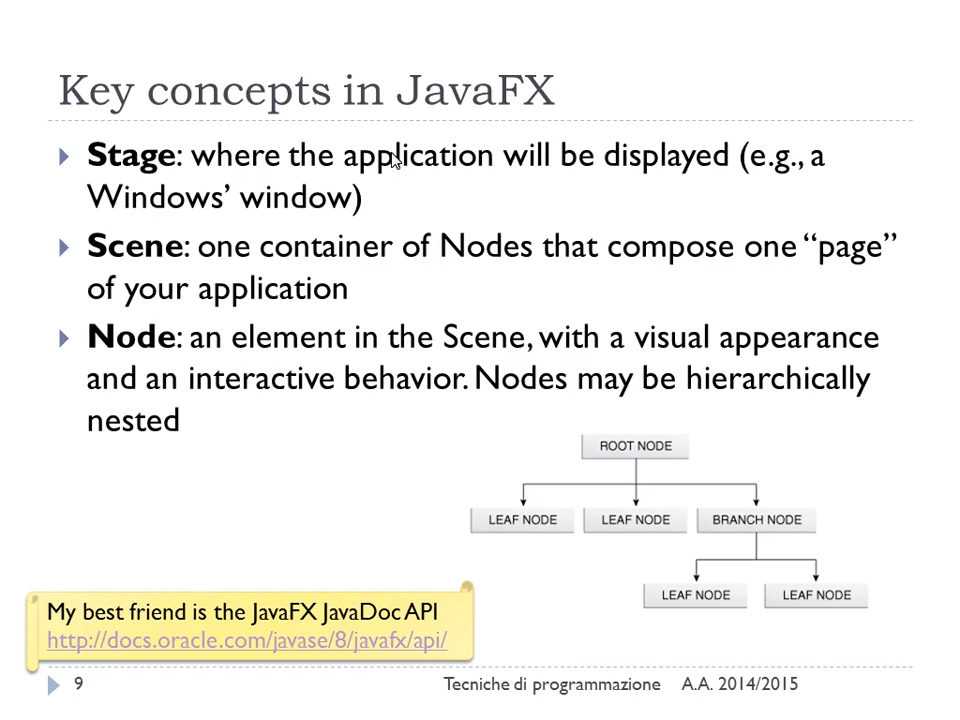 Key concepts in JavaFX
Stage: where the application will be displayed (e.g., a
Windows’ window)
Scene: one container of Nodes that compose one “page”
of your application
Node: an element in the Scene, with a visual appearance
and an interactive behavior. Nodes may be hierarchically
nested
ROOT NODE
LEAF NODE LEAF NODE BRANCH NODE
LEAF NODE LEAF NODE
My best friend is the JavaFX JavaDoc API
http://docs.oracle.com/javase/8/javafx/api/
9 Tecniche di programmazione A.A. 2014/2015